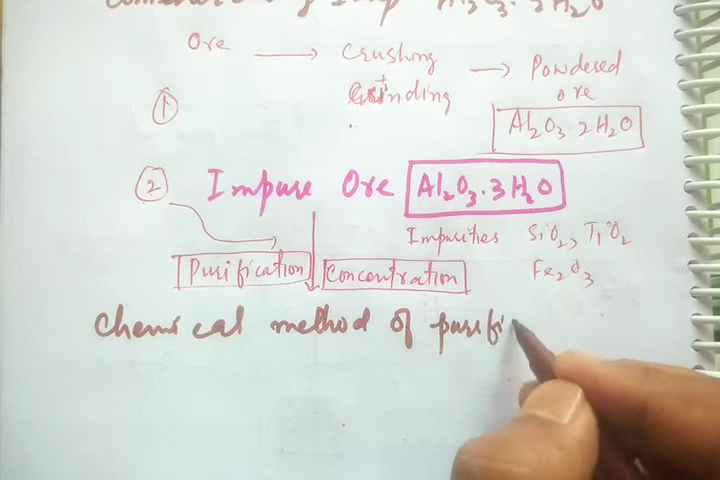 Ore → Crushing → Powdered
+ ore
Grinding
① Al2O3.2H2O
② Impure Ore Al2O3.3H2O
Impurities SiO2, TiO2
Purification Concentration Fe2O3
Chemical method of purifi